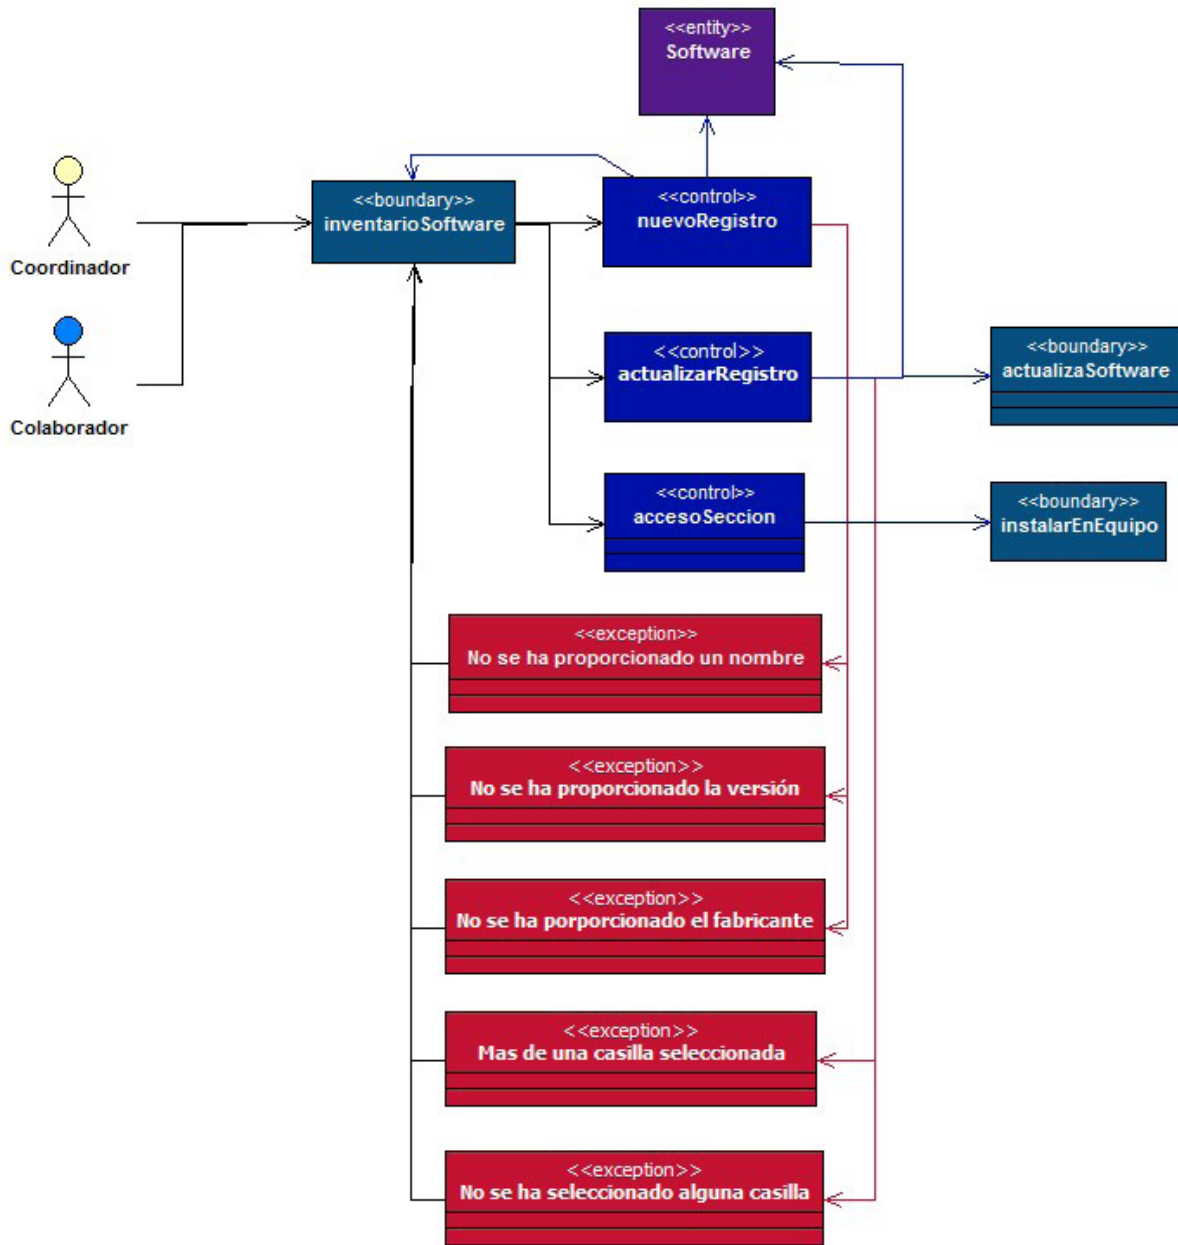 <<entity>>
Software
<<boundary>>
inventarioSoftware
<<control>>
nuevoRegistro
Coordinador
<<control>>
actualizarRegistro
<<boundary>>
actualizaSoftware
Colaborador
<<control>>
accesoSeccion
<<boundary>>
instalarEnEquipo
<<exception>>
No se ha proporcionado un nombre
<<exception>>
No se ha proporcionado la versión
<<exception>>
No se ha porporcionado el fabricante
<<exception>>
Mas de una casilla seleccionada
<<exception>>
No se ha seleccionado alguna casilla